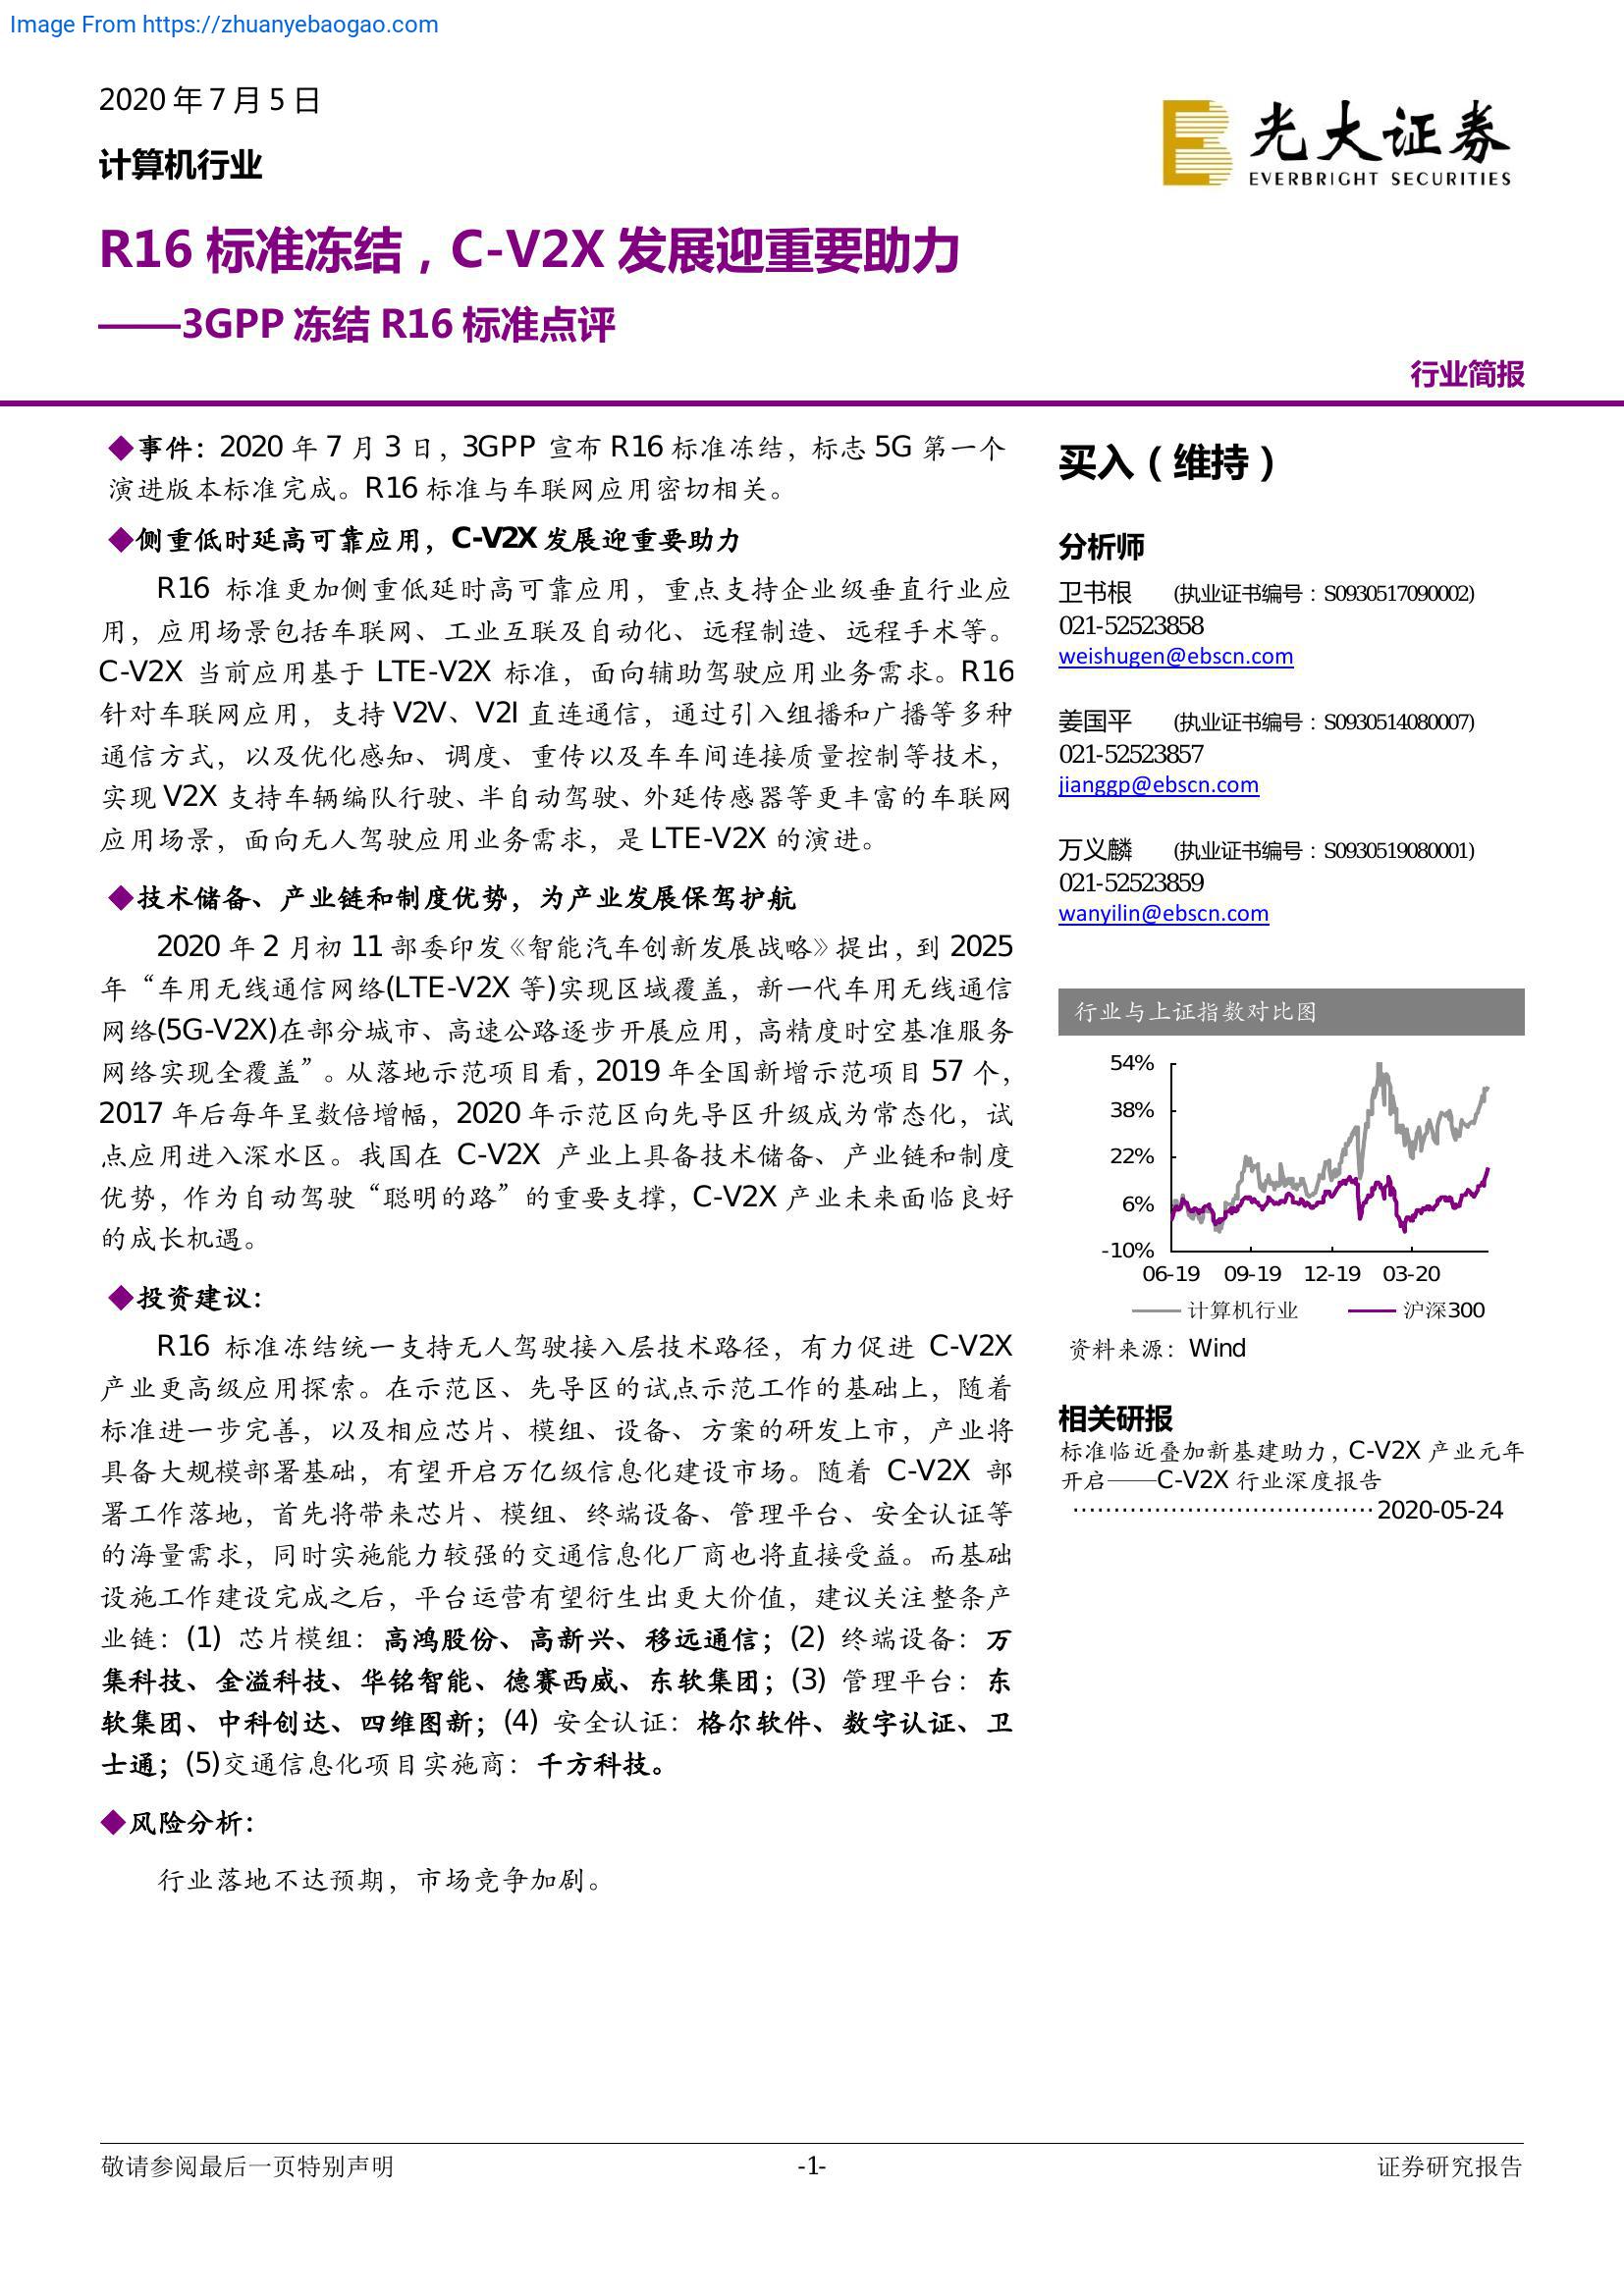 Image From https://zhuanyebaogao.com
2020 年 7 月 5 日
计算机行业
光大证券
EVERBRIGHT SECURITIES
R16 标准冻结，C-V2X 发展迎重要助力
——3GPP 冻结 R16 标准点评
行业简报
◆事件：2020 年 7 月 3 日，3GPP 宣布 R16 标准冻结，标志 5G 第一个
演进版本标准完成。R16 标准与车联网应用密切相关。
◆侧重低时延高可靠应用，C-V2X 发展迎重要助力
R16 标准更加侧重低延时高可靠应用，重点支持企业级垂直行业应
用，应用场景包括车联网、工业互联及自动化、远程制造、远程手术等。
C-V2X 当前应用基于 LTE-V2X 标准，面向辅助驾驶应用业务需求。R16
针对车联网应用，支持 V2V、V2I 直连通信，通过引入组播和广播等多种
通信方式，以及优化感知、调度、重传以及车车间连接质量控制等技术，
实现 V2X 支持车辆编队行驶、半自动驾驶、外延传感器等更丰富的车联网
应用场景，面向无人驾驶应用业务需求，是 LTE-V2X 的演进。
◆技术储备、产业链和制度优势，为产业发展保驾护航
2020 年 2 月初 11 部委印发《智能汽车创新发展战略》提出，到 2025
年“车用无线通信网络(LTE-V2X 等)实现区域覆盖，新一代车用无线通信
网络(5G-V2X)在部分城市、高速公路逐步开展应用，高精度时空基准服务
网络实现全覆盖”。从落地示范项目看，2019 年全国新增示范项目 57 个，
2017 年后每年呈数倍增幅，2020 年示范区向先导区升级成为常态化，试
点应用进入深水区。我国在 C-V2X 产业上具备技术储备、产业链和制度
优势，作为自动驾驶“聪明的路”的重要支撑，C-V2X 产业未来面临良好
的成长机遇。
◆投资建议：
R16 标准冻结统一支持无人驾驶接入层技术路径，有力促进 C-V2X
产业更高级应用探索。在示范区、先导区的试点示范工作的基础上，随着
标准进一步完善，以及相应芯片、模组、设备、方案的研发上市，产业将
具备大规模部署基础，有望开启万亿级信息化建设市场。随着 C-V2X 部
署工作落地，首先将带来芯片、模组、终端设备、管理平台、安全认证等
的海量需求，同时实施能力较强的交通信息化厂商也将直接受益。而基础
设施工作建设完成之后，平台运营有望衍生出更大价值，建议关注整条产
业链：(1) 芯片模组：高鸿股份、高新兴、移远通信；(2) 终端设备：万
集科技、金溢科技、华铭智能、德赛西威、东软集团；(3) 管理平台：东
软集团、中科创达、四维图新；(4) 安全认证：格尔软件、数字认证、卫
士通；(5)交通信息化项目实施商：千方科技。
◆风险分析：
行业落地不达预期，市场竞争加剧。
买入（维持）
分析师
卫书根 (执业证书编号：S0930517090002)
021-52523858
weishugen@ebscn.com
姜国平 (执业证书编号：S0930514080007)
021-52523857
jianggp@ebscn.com
万义麟 (执业证书编号：S0930519080001)
021-52523859
wanyilin@ebscn.com
行业与上证指数对比图
54%
38%
22%
6%
-10%
06-19 09-19 12-19 03-20
计算机行业 沪深300
资料来源：Wind
相关研报
标准临近叠加新基建助力，C-V2X 产业元年
开启——C-V2X 行业深度报告
·····································2020-05-24
敬请参阅最后一页特别声明 -1- 证券研究报告